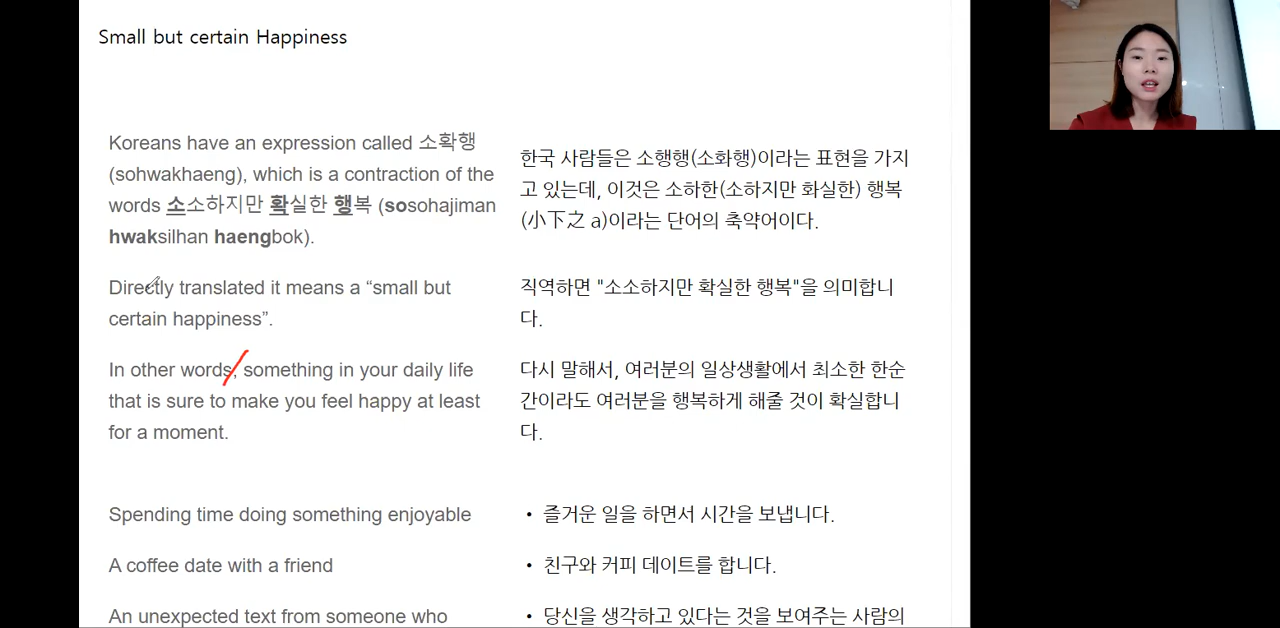 Small but certain Happiness
Koreans have an expression called 소확행
(sohwakhaeng), which is a contraction of the
words 소소하지만 확실한 행복 (sosohajiman
hwaksilhan haengbok).
Directly translated it means a “small but
certain happiness”.
In other words, something in your daily life
that is sure to make you feel happy at least
for a moment.
Spending time doing something enjoyable
A coffee date with a friend
An unexpected text from someone who
한국 사람들은 소행행(소화행)이라는 표현을 가지
고 있는데, 이것은 소하한(소하지만 화실한) 행복
(小下之 a)이라는 단어의 축약어이다.
직역하면 "소소하지만 확실한 행복"을 의미합니
다.
다시 말해서, 여러분의 일상생활에서 최소한 한순
간이라도 여러분을 행복하게 해줄 것이 확실합니
다.
• 즐거운 일을 하면서 시간을 보냅니다.
• 친구와 커피 데이트를 합니다.
• 당신을 생각하고 있다는 것을 보여주는 사람의